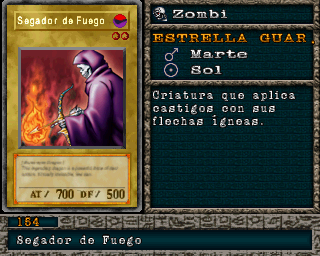 Segador de Fuego
AT/ 700 DF/ 500
Zombi
ESTRELLA GUAR.
Marte
Sol
Criatura que aplica
castigos con sus
flechas ígneas.
154
Segador de Fuego